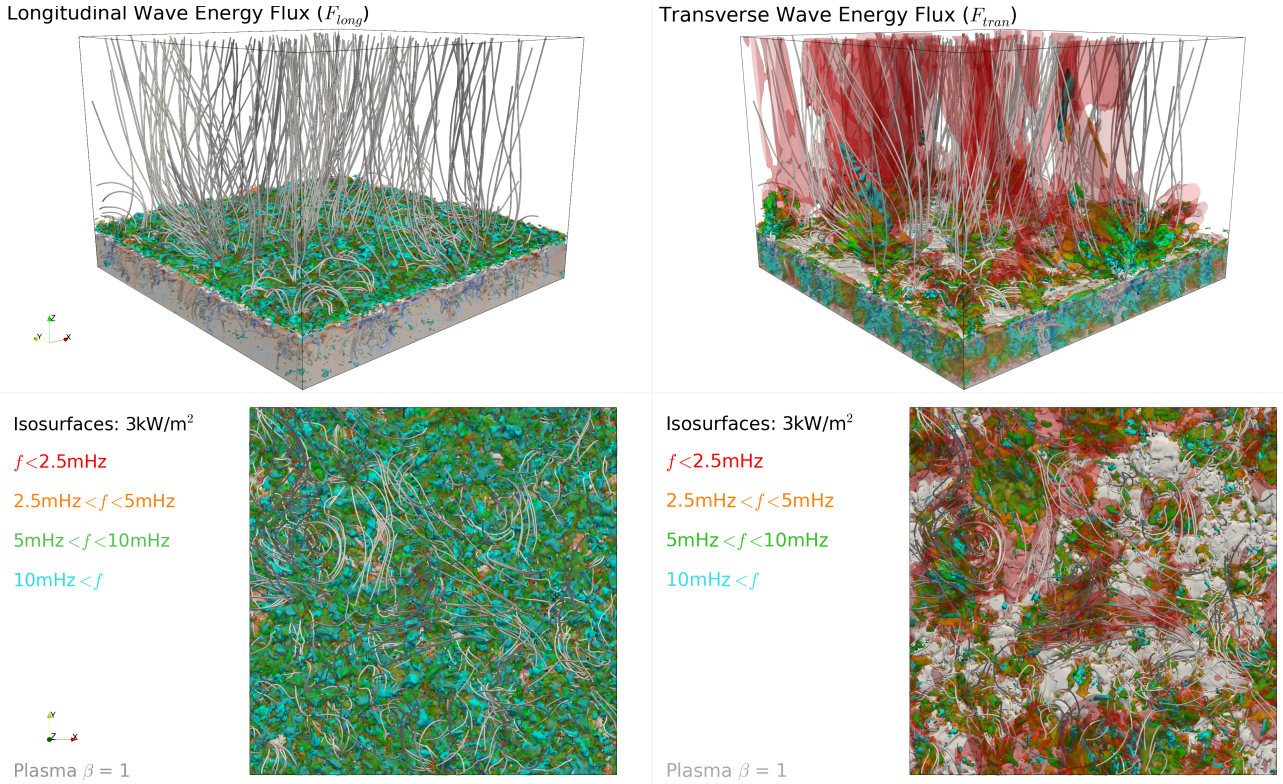 Longitudinal Wave Energy Flux (F_long)
Transverse Wave Energy Flux (F_tran)
Z
Y
X
Isosurfaces: 3kW/m²
f<2.5mHz
2.5mHz<f<5mHz
5mHz<f<10mHz
10mHz<f
Y
Z
X
Plasma β = 1
Isosurfaces: 3kW/m²
f<2.5mHz
2.5mHz<f<5mHz
5mHz<f<10mHz
10mHz<f
Plasma β = 1